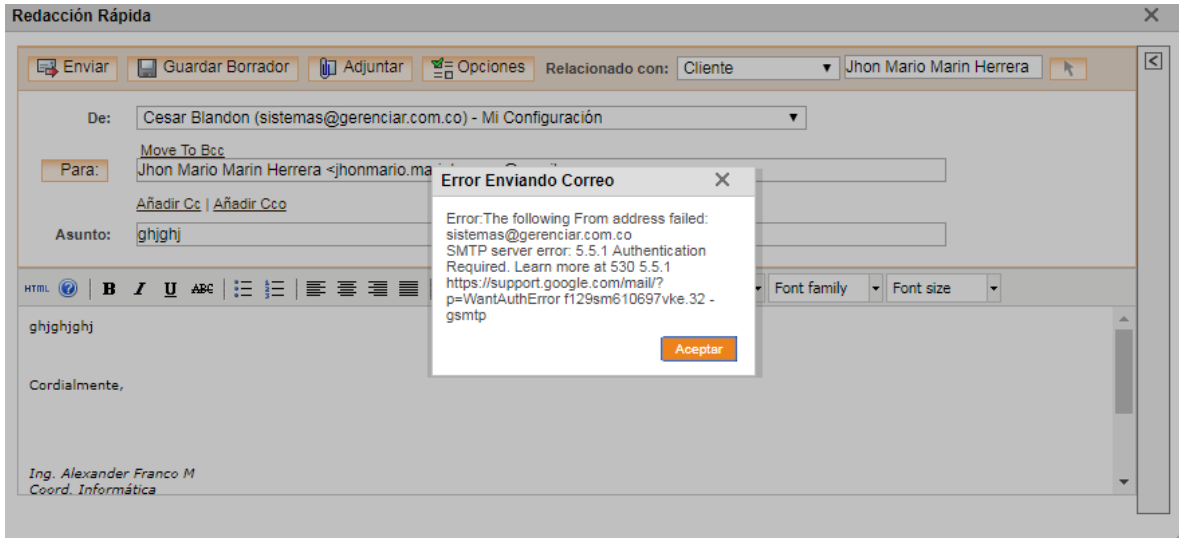 Redacción Rápida
Enviar Guardar Borrador Adjuntar Opciones Relacionado con: Cliente Jhon Mario Marin Herrera
De: Cesar Blandon (sistemas@gerenciar.com.co) - Mi Configuración
Move To Bcc
Para: Jhon Mario Marin Herrera <jhonmario.ma
Añadir Cc | Añadir Cco
Asunto: ghjghj
Error Enviando Correo
Error:The following From address failed:
sistemas@gerenciar.com.co
SMTP server error: 5.5.1 Authentication
Required. Learn more at 530 5.5.1
https://support.google.com/mail/?
p=WantAuthError f129sm610697vke.32 -
gsmtp
Aceptar
HTML B I U ABC Font family Font size
ghjghjghj
Cordialmente,
Ing. Alexander Franco M
Coord. Informática